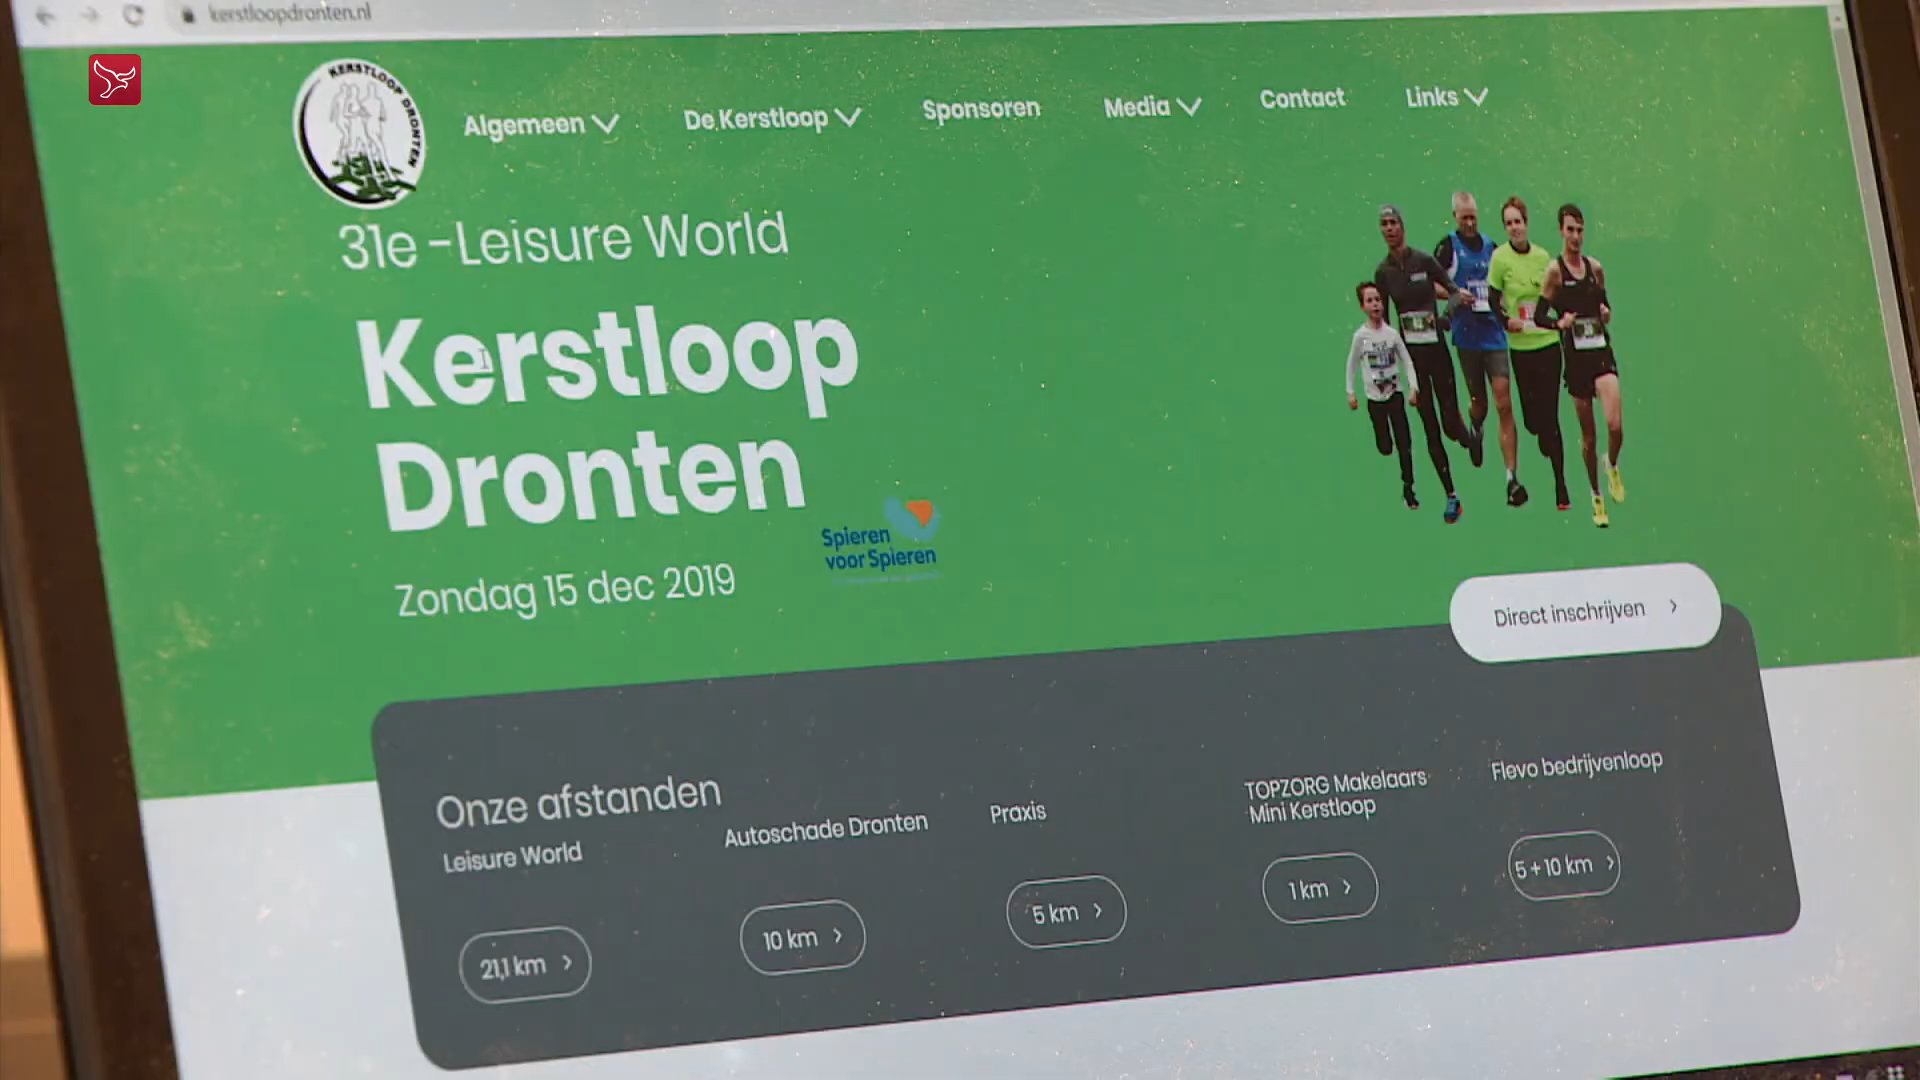 kerstloopdronten.nl
KERSTLOOP DRONTEN
Algemeen
De Kerstloop
Sponsoren
Media
Contact
Links
31e -Leisure World
Kerstloop
Dronten
Zondag 15 dec 2019
Spieren
voor Spieren
Direct inschrijven
Onze afstanden
Leisure World
21,1 km
Autoschade Dronten
10 km
Praxis
5 km
TOPZORG Makelaars
Mini Kerstloop
1 km
Flevo bedrijvenloop
5 + 10 km